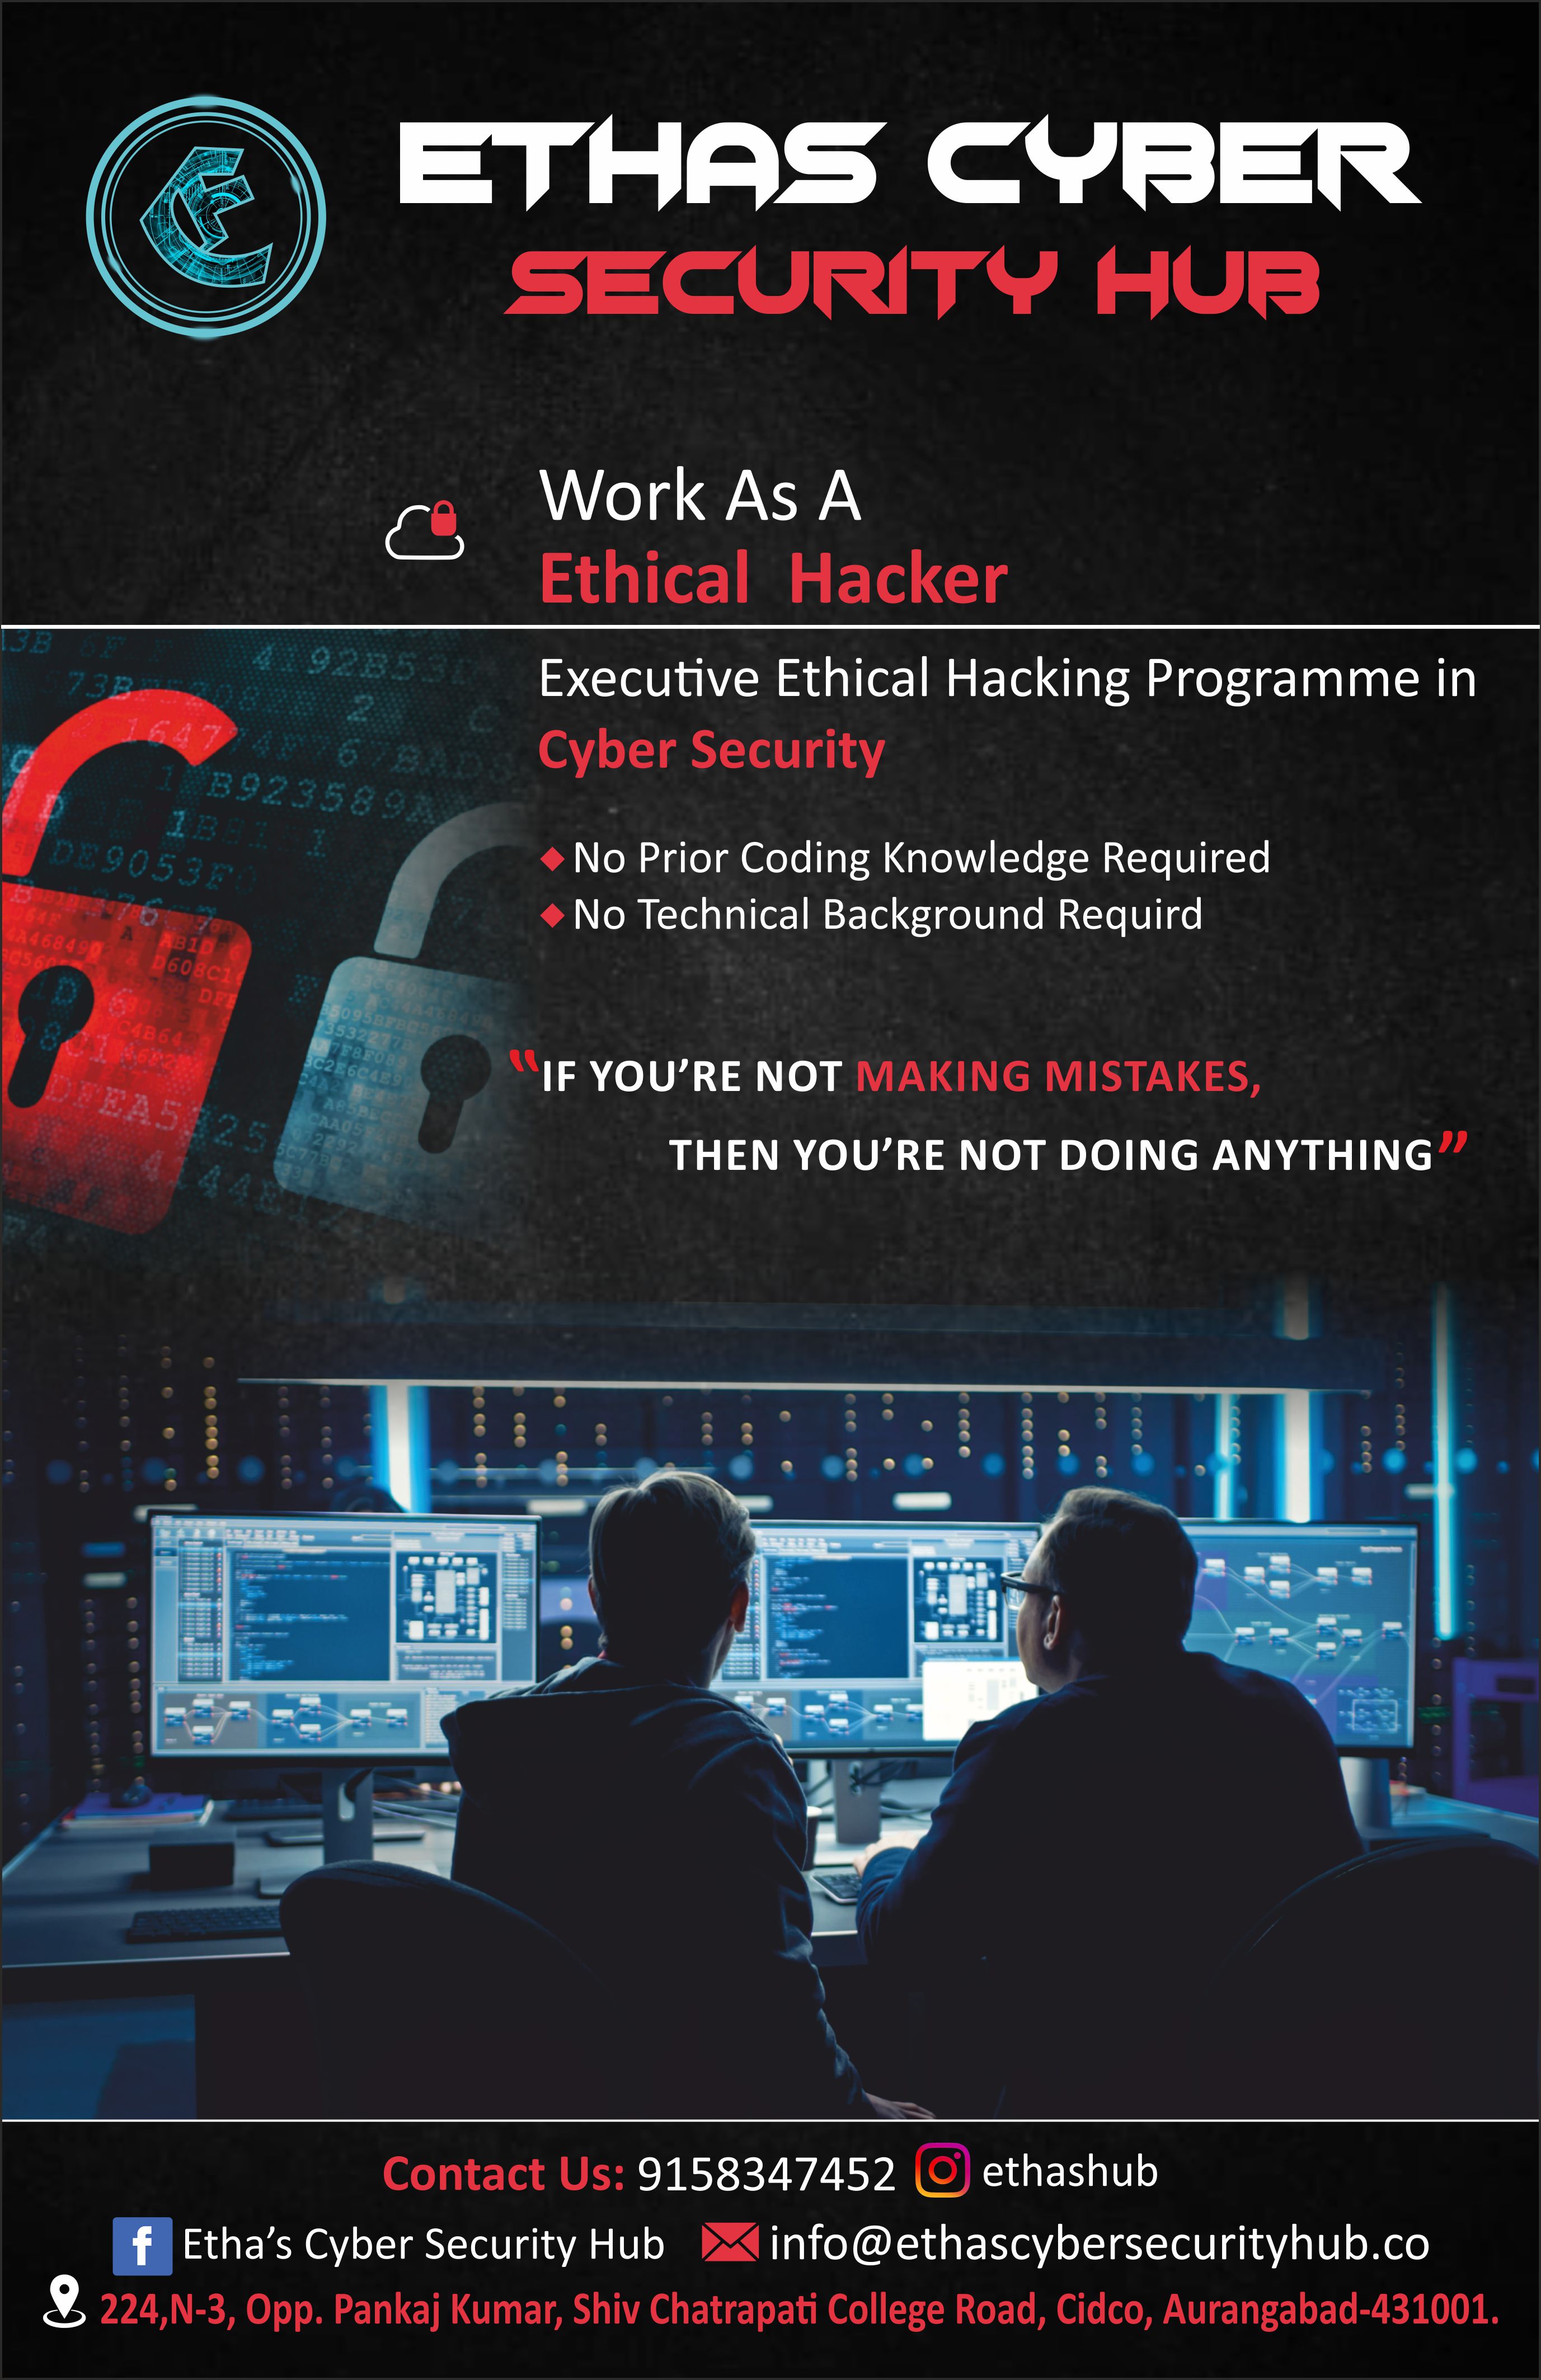 ETHAS CYBER
SECURITY HUB
Work As A
Ethical Hacker
Executive Ethical Hacking Programme in
Cyber Security
No Prior Coding Knowledge Required
No Technical Background Requird
"IF YOU'RE NOT MAKING MISTAKES,
THEN YOU'RE NOT DOING ANYTHING"
Contact Us: 9158347452 ethashub
f Etha's Cyber Security Hub info@ethascybersecurityhub.co
224,N-3, Opp. Pankaj Kumar, Shiv Chatrapati College Road, Cidco, Aurangabad-431001.